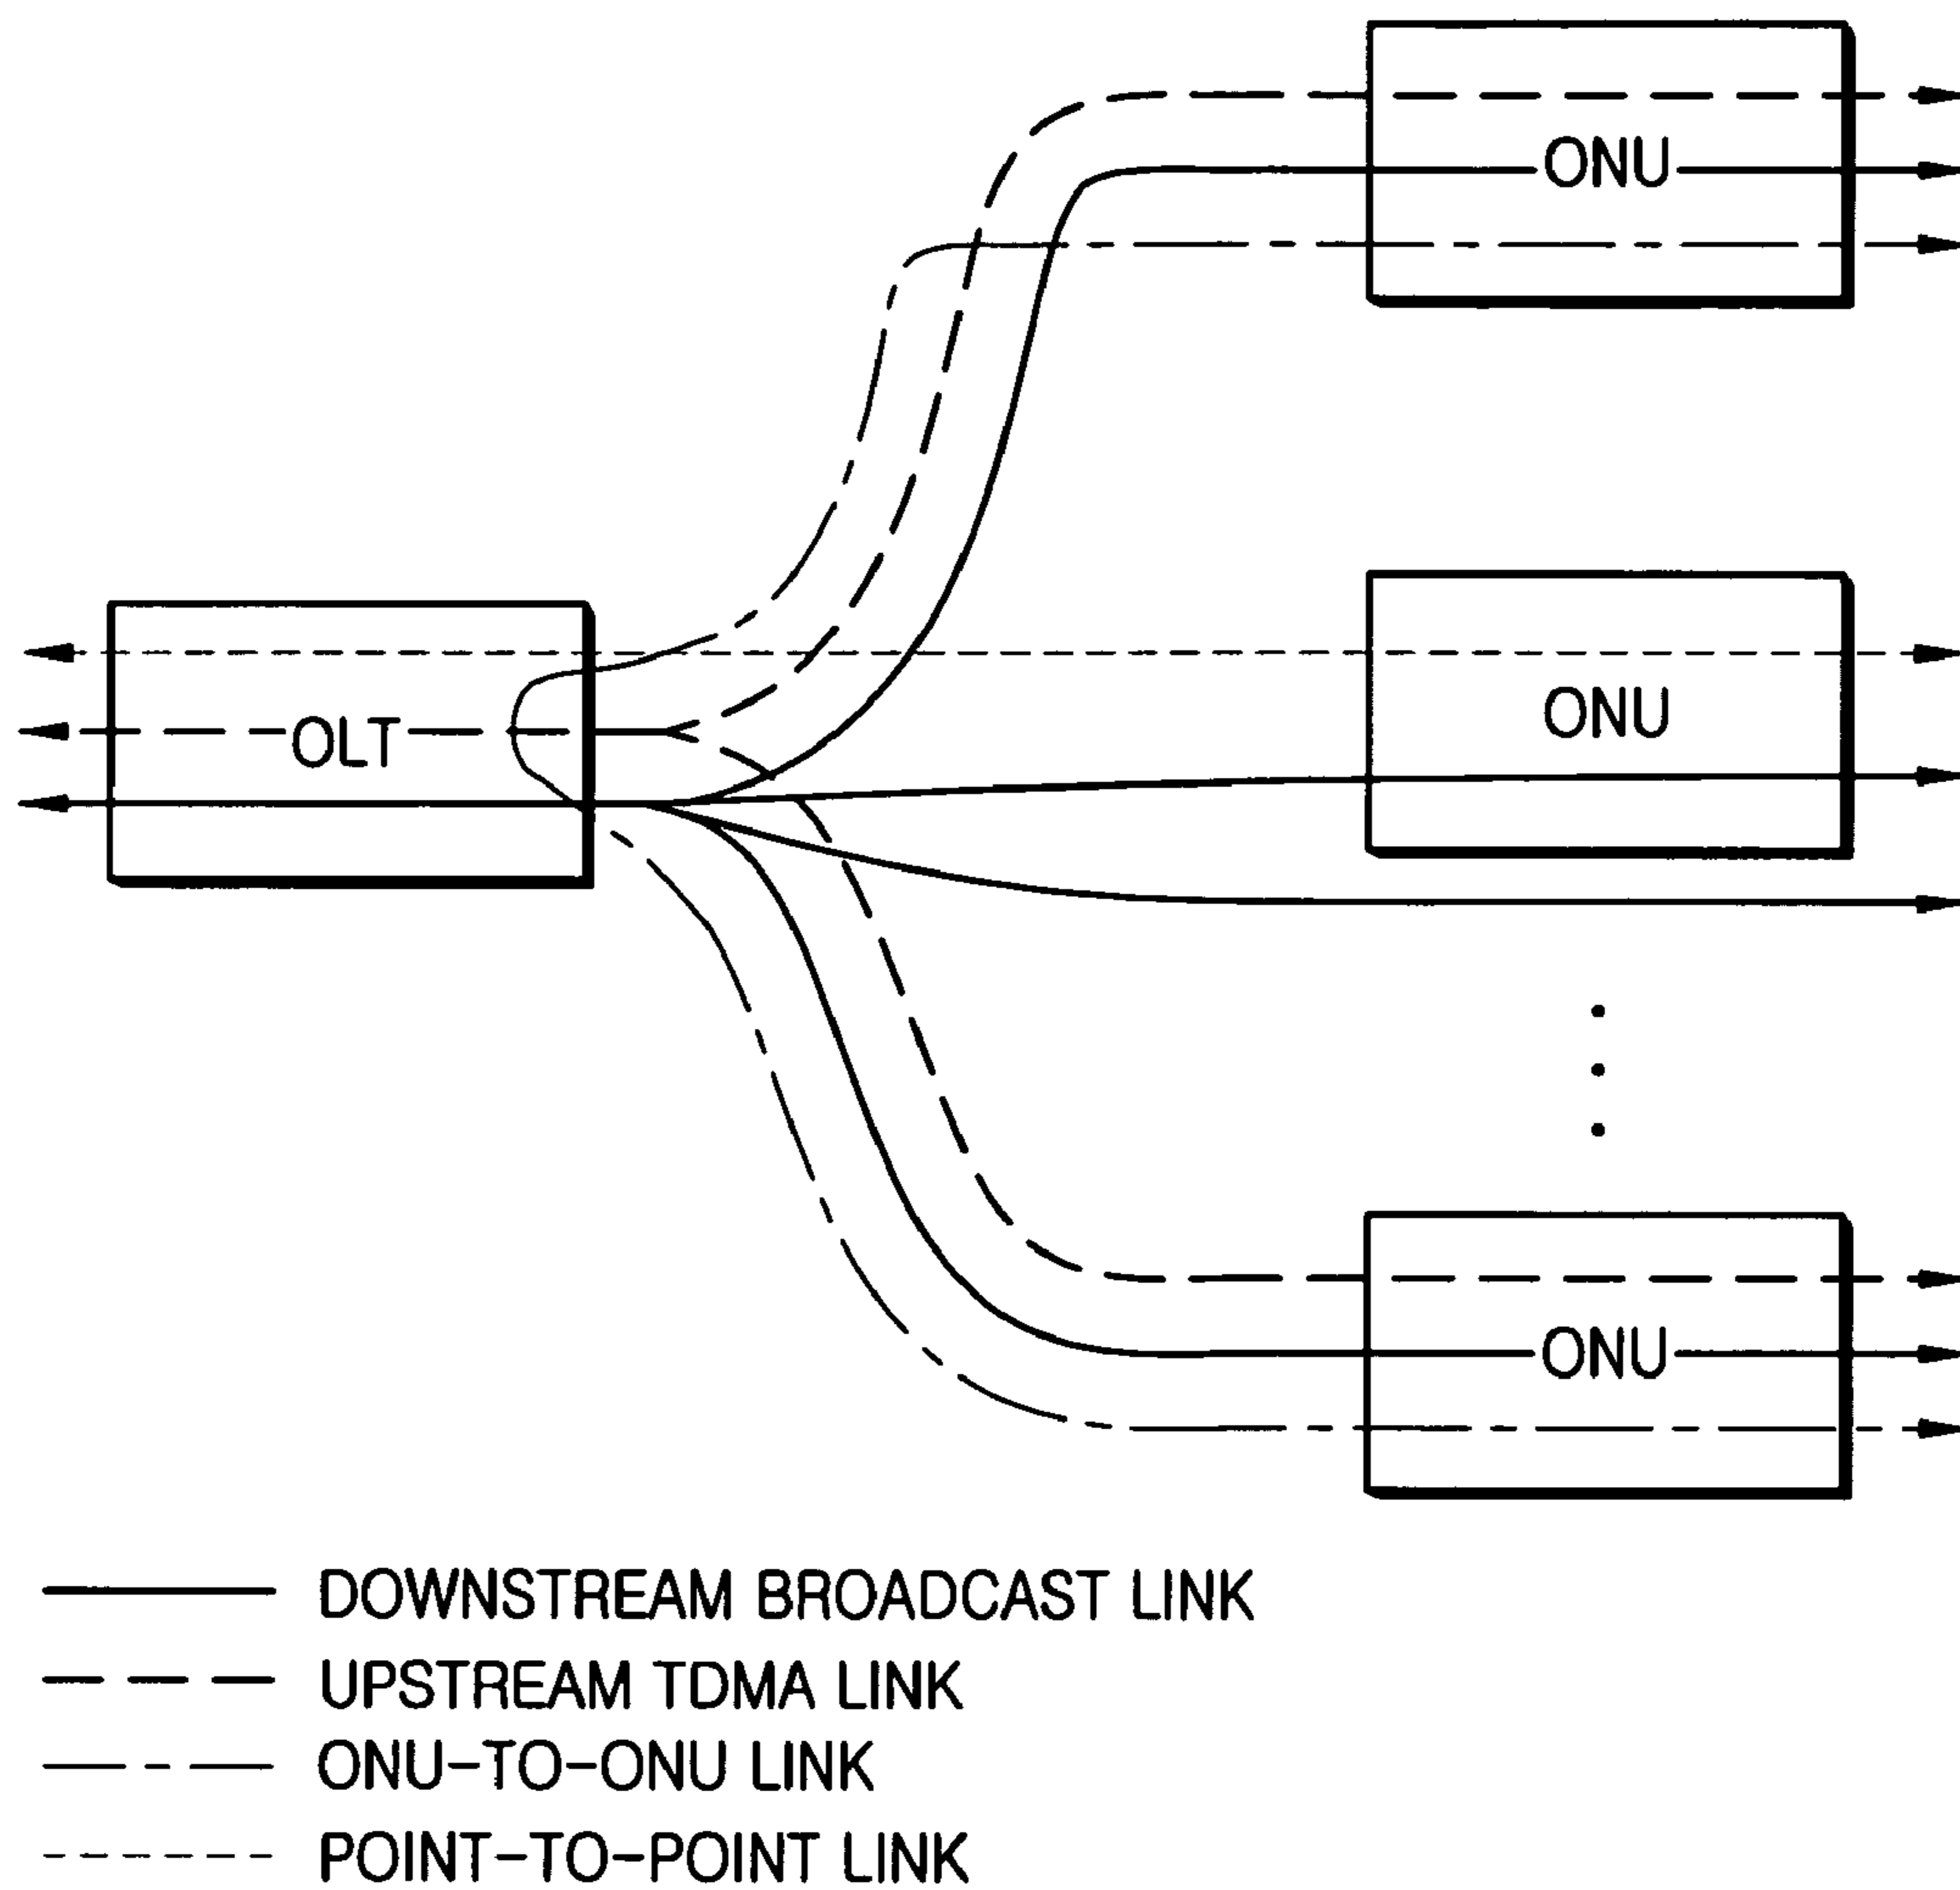 ONU
ONU
OLT
ONU
DOWNSTREAM BROADCAST LINK
UPSTREAM TDMA LINK
ONU-TO-ONU LINK
POINT-TO-POINT LINK